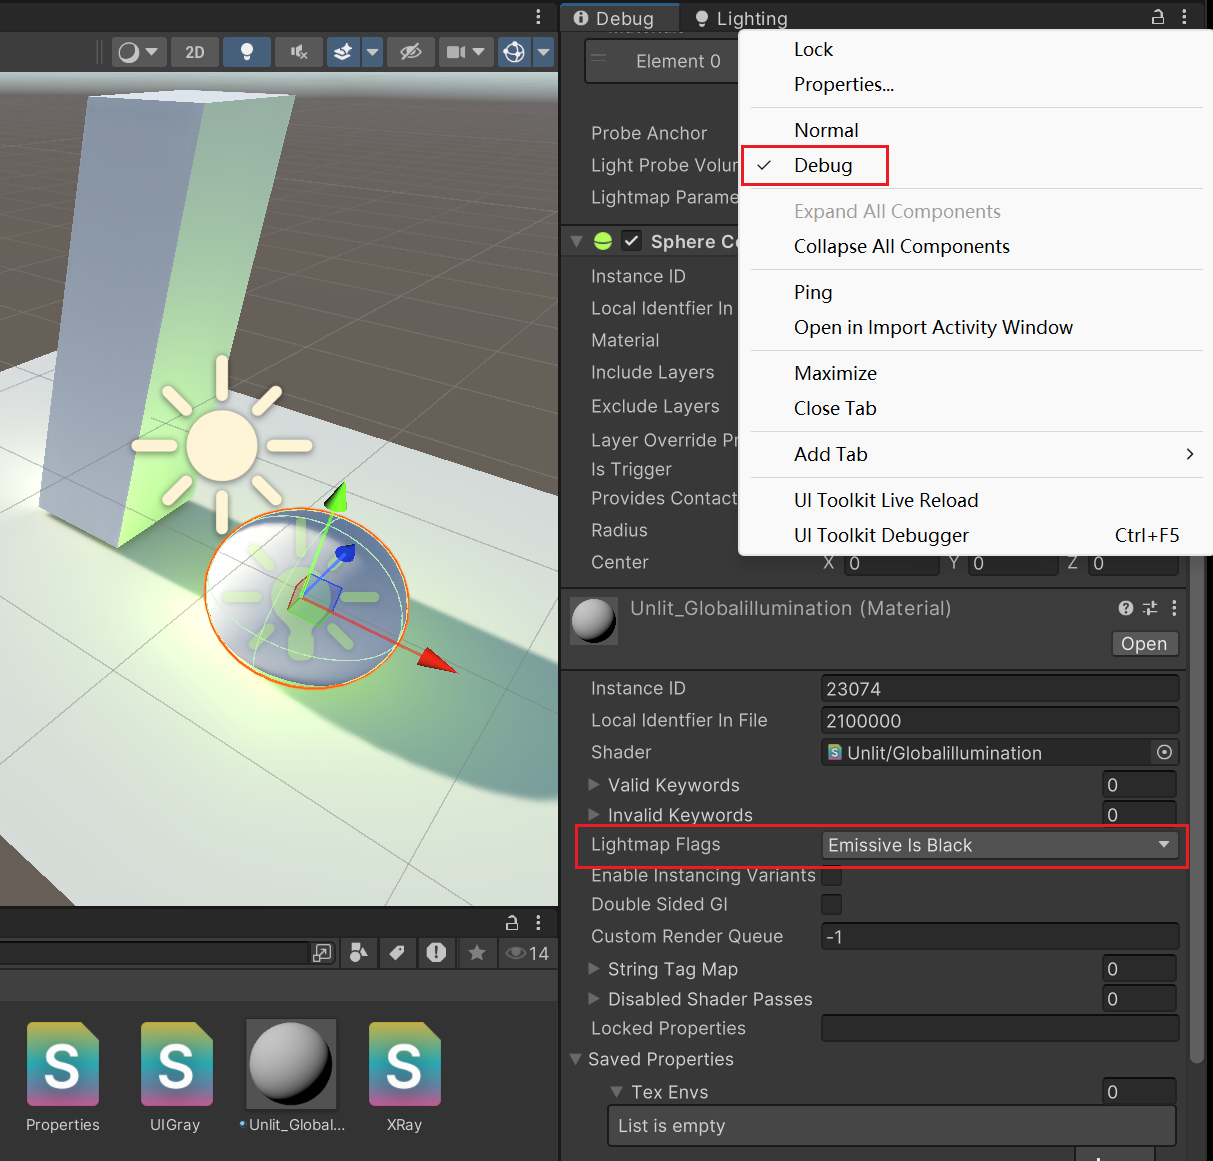 Debug
Lighting
2D
Element 0
Lock
Properties...
Normal
Debug
Expand All Components
Collapse All Components
Ping
Open in Import Activity Window
Maximize
Close Tab
Add Tab
UI Toolkit Live Reload
UI Toolkit Debugger Ctrl+F5
Probe Anchor
Light Probe Volu
Lightmap Parame
Sphere C
Instance ID
Local Identfier In
Material
Include Layers
Exclude Layers
Layer Override Pr
Is Trigger
Provides Contact
Radius
Center X 0 Y 0 Z 0
Unlit_Globalillumination (Material)
Open
Instance ID 23074
Local Identfier In File 2100000
Shader Unlit/Globalillumination
Valid Keywords 0
Invalid Keywords 0
Lightmap Flags Emissive Is Black
Enable Instancing Variants
Double Sided GI
Custom Render Queue -1
String Tag Map 0
Disabled Shader Passes 0
Locked Properties
Saved Properties
Tex Envs 0
List is empty
14
S
S
S
Properties
UIGray
Unlit_Global...
XRay